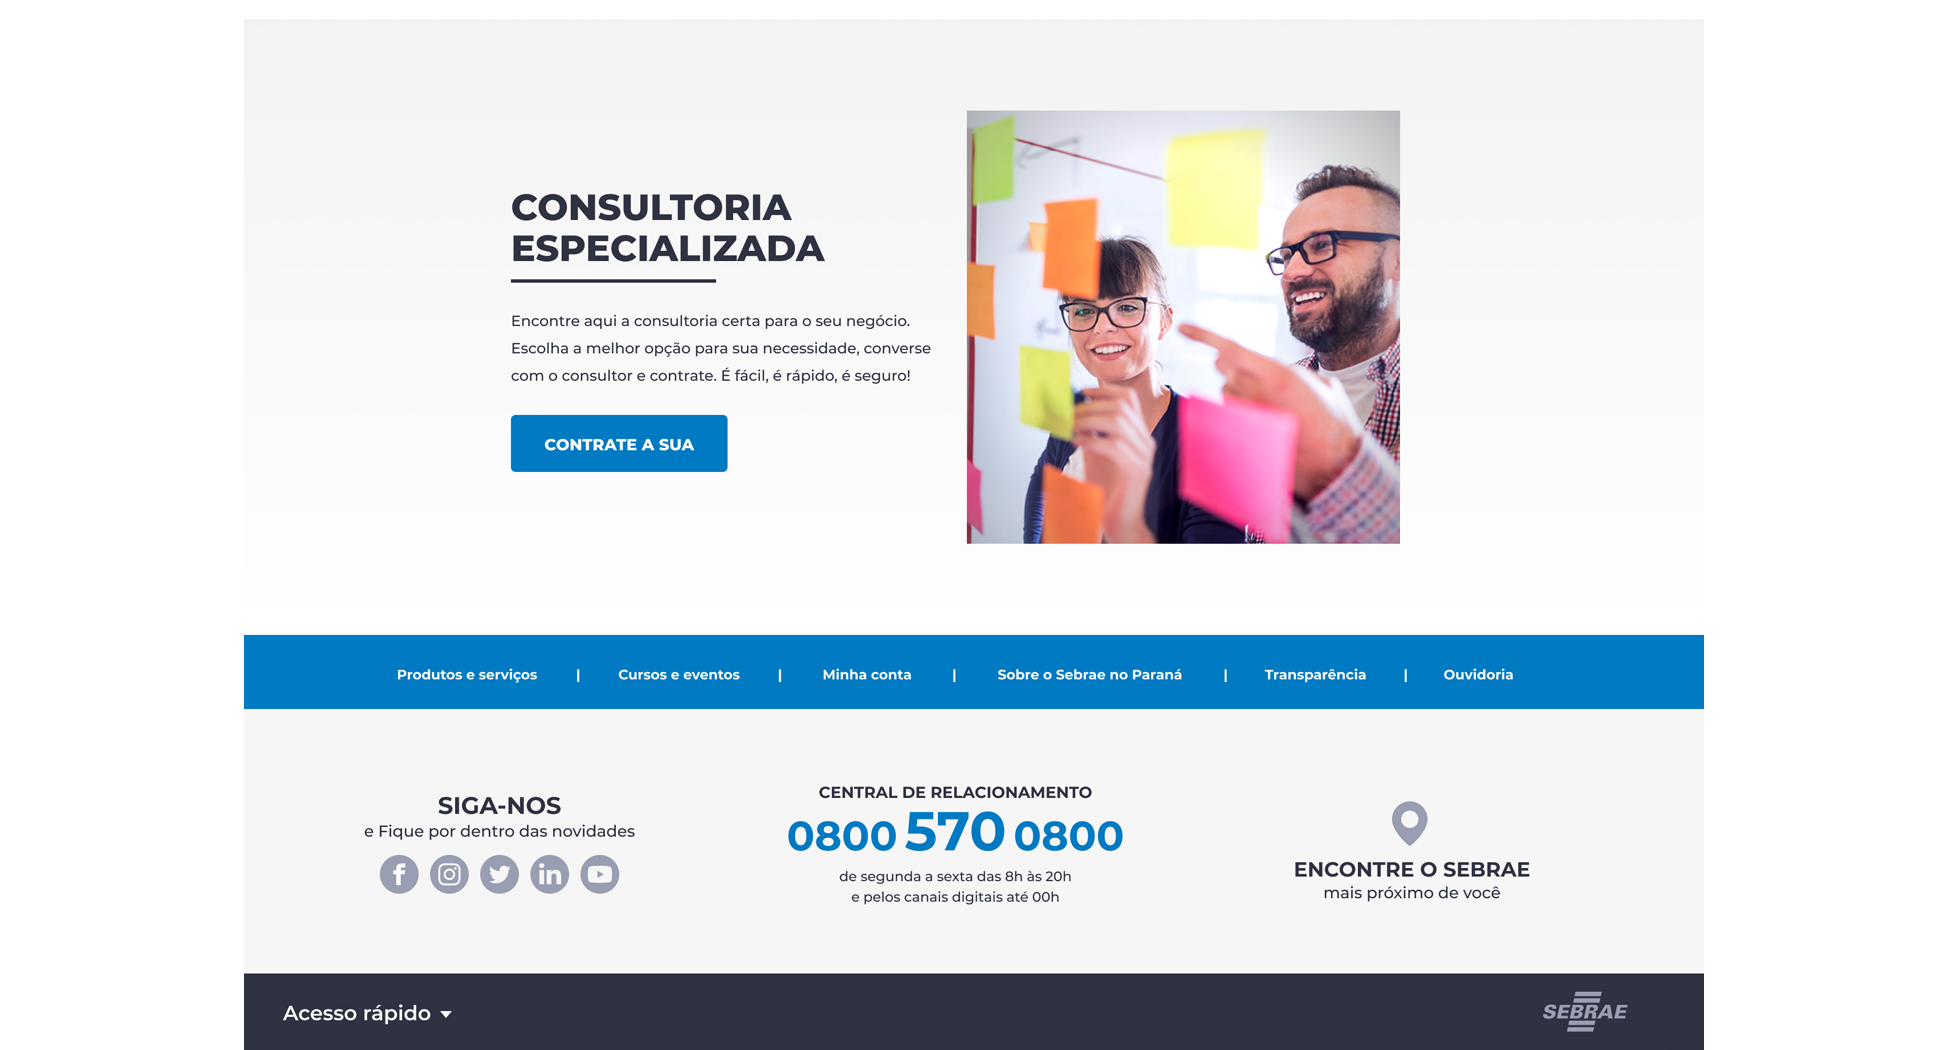 CONSULTORIA
ESPECIALIZADA
Encontre aqui a consultoria certa para o seu negócio.
Escolha a melhor opção para sua necessidade, converse
com o consultor e contrate. É fácil, é rápido, é seguro!
CONTRATE A SUA
Produtos e serviços | Cursos e eventos | Minha conta | Sobre o Sebrae no Paraná | Transparência | Ouvidoria
SIGA-NOS
e Fique por dentro das novidades
CENTRAL DE RELACIONAMENTO
0800 570 0800
de segunda a sexta das 8h às 20h
e pelos canais digitais até 00h
ENCONTRE O SEBRAE
mais próximo de você
Acesso rápido
SEBRAE